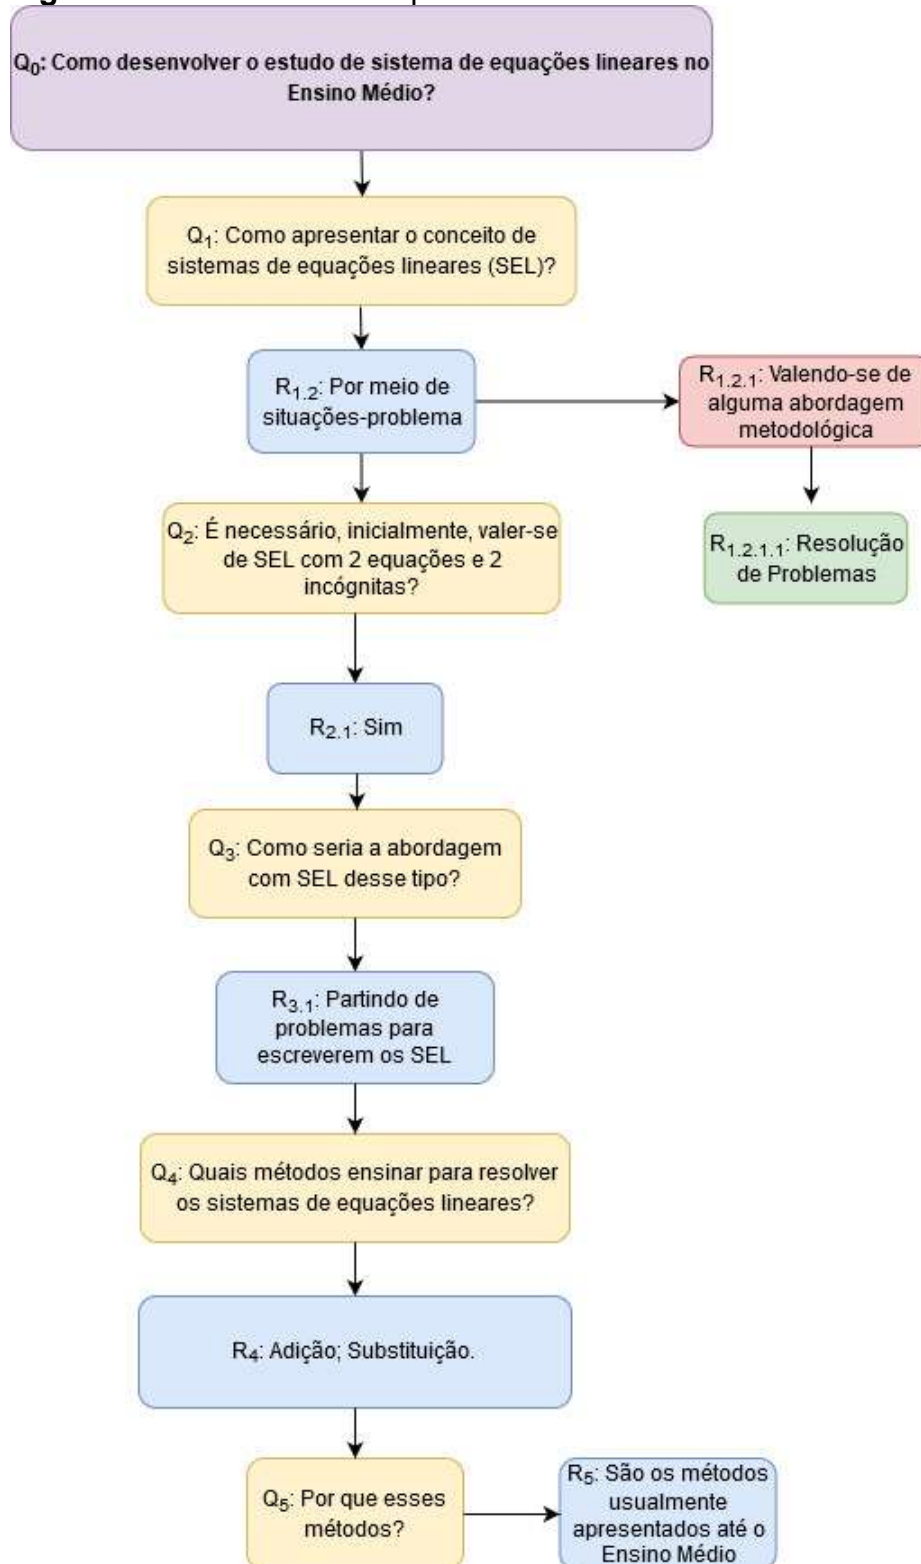 Q0: Como desenvolver o estudo de sistema de equações lineares no
Ensino Médio?
Q1: Como apresentar o conceito de
sistemas de equações lineares (SEL)?
R1.2: Por meio de
situações-problema
R1.2.1: Valendo-se de
alguma abordagem
metodológica
Q2: É necessário, inicialmente, valer-se
de SEL com 2 equações e 2
incógnitas?
R1.2.1.1: Resolução
de Problemas
R2.1: Sim
Q3: Como seria a abordagem
com SEL desse tipo?
R3.1: Partindo de
problemas para
escreverem os SEL
Q4: Quais métodos ensinar para resolver
os sistemas de equações lineares?
R4: Adição; Substituição.
Q5: Por que esses
métodos?
R5: São os métodos
usualmente
apresentados até o
Ensino Médio